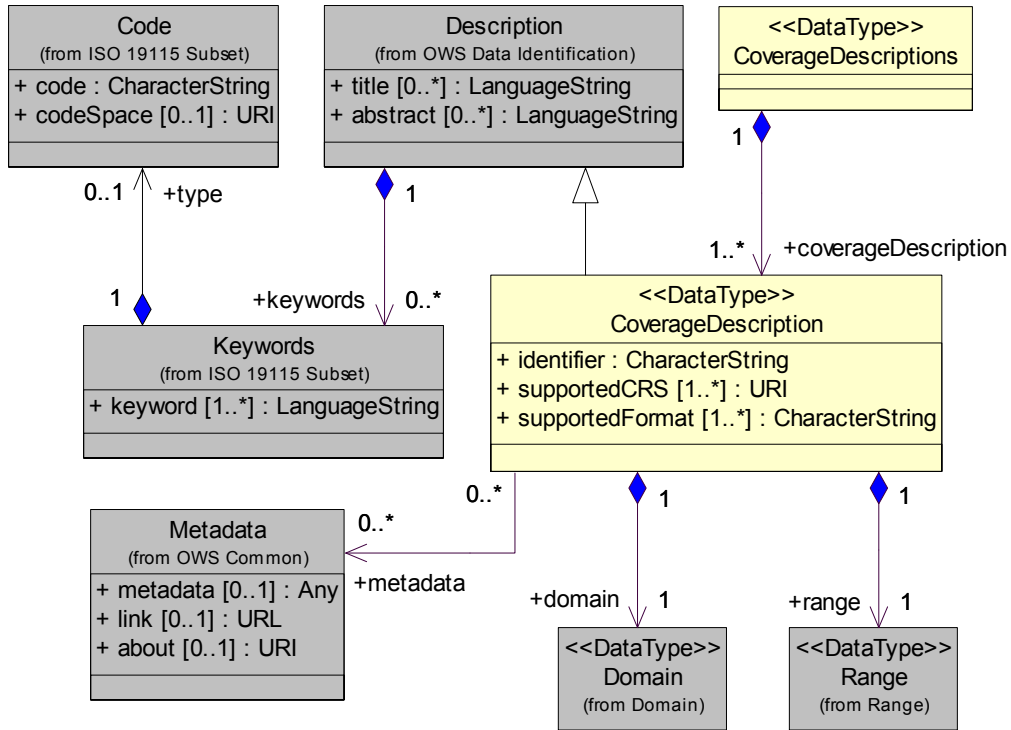 Code
(from ISO 19115 Subset)
+ code : CharacterString
+ codeSpace [0..1] : URI
Description
(from OWS Data Identification)
+ title [0..*] : LanguageString
+ abstract [0..*] : LanguageString
<<DataType>>
CoverageDescriptions
0..1
+type
1
1
1
+keywords
0..*
1..*
+coverageDescription
Keywords
(from ISO 19115 Subset)
+ keyword [1..*] : LanguageString
<<DataType>>
CoverageDescription
+ identifier : CharacterString
+ supportedCRS [1..*] : URI
+ supportedFormat [1..*] : CharacterString
0..*
0..*
+metadata
1
1
Metadata
(from OWS Common)
+ metadata [0..1] : Any
+ link [0..1] : URL
+ about [0..1] : URI
+domain
1
+range
1
<<DataType>>
Domain
(from Domain)
<<DataType>>
Range
(from Range)